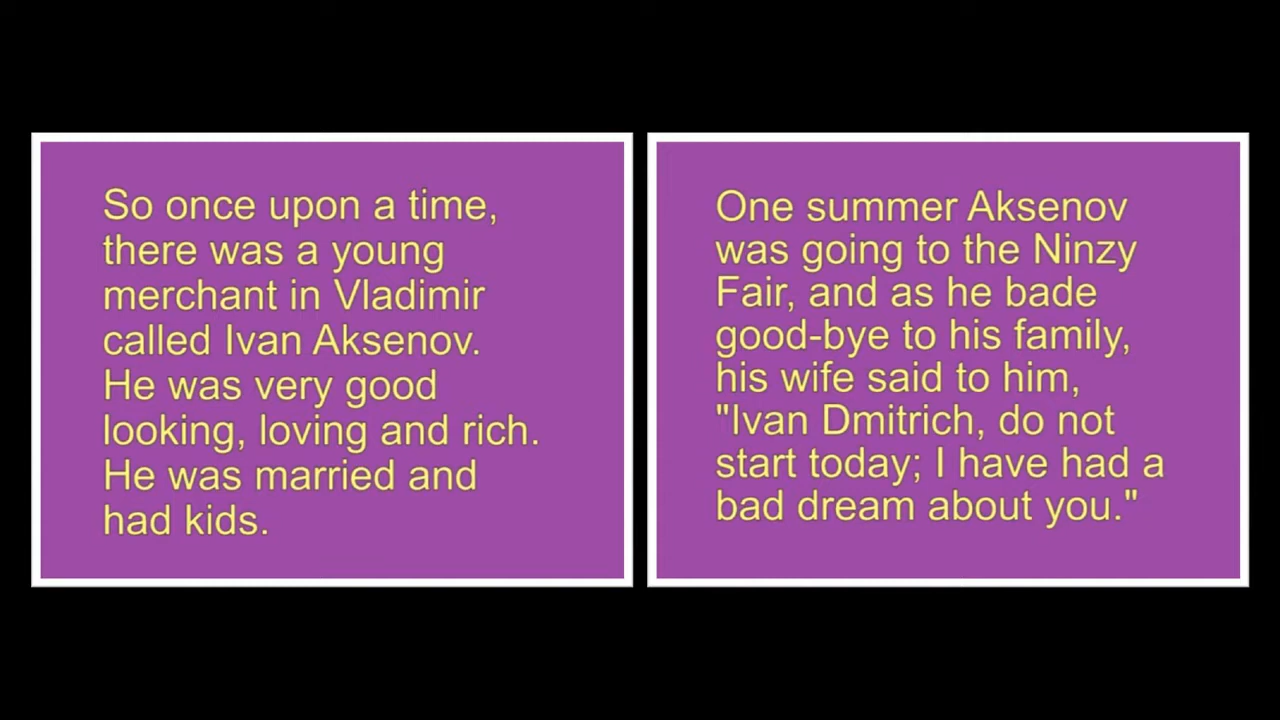 So once upon a time,
there was a young
merchant in Vladimir
called Ivan Aksenov.
He was very good
looking, loving and rich.
He was married and
had kids.
One summer Aksenov
was going to the Ninzy
Fair, and as he bade
good-bye to his family,
his wife said to him,
"Ivan Dmitrich, do not
start today; I have had a
bad dream about you."